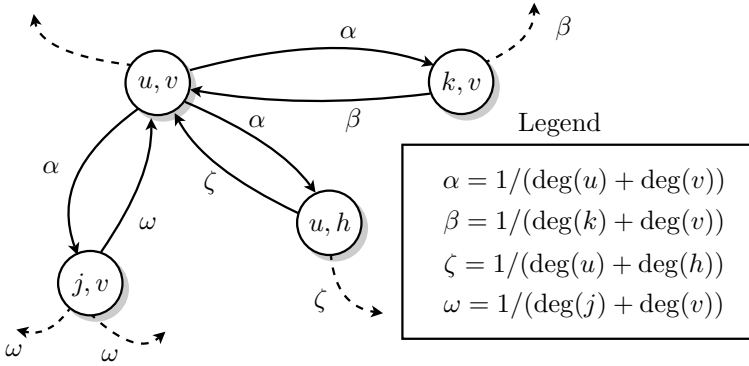 α
β
u, v
k, v
β
α
Legend
α
ζ
α = 1/(deg(u) + deg(v))
ω
β = 1/(deg(k) + deg(v))
u, h
ζ = 1/(deg(u) + deg(h))
j, v
ω = 1/(deg(j) + deg(v))
ζ
ω
ω